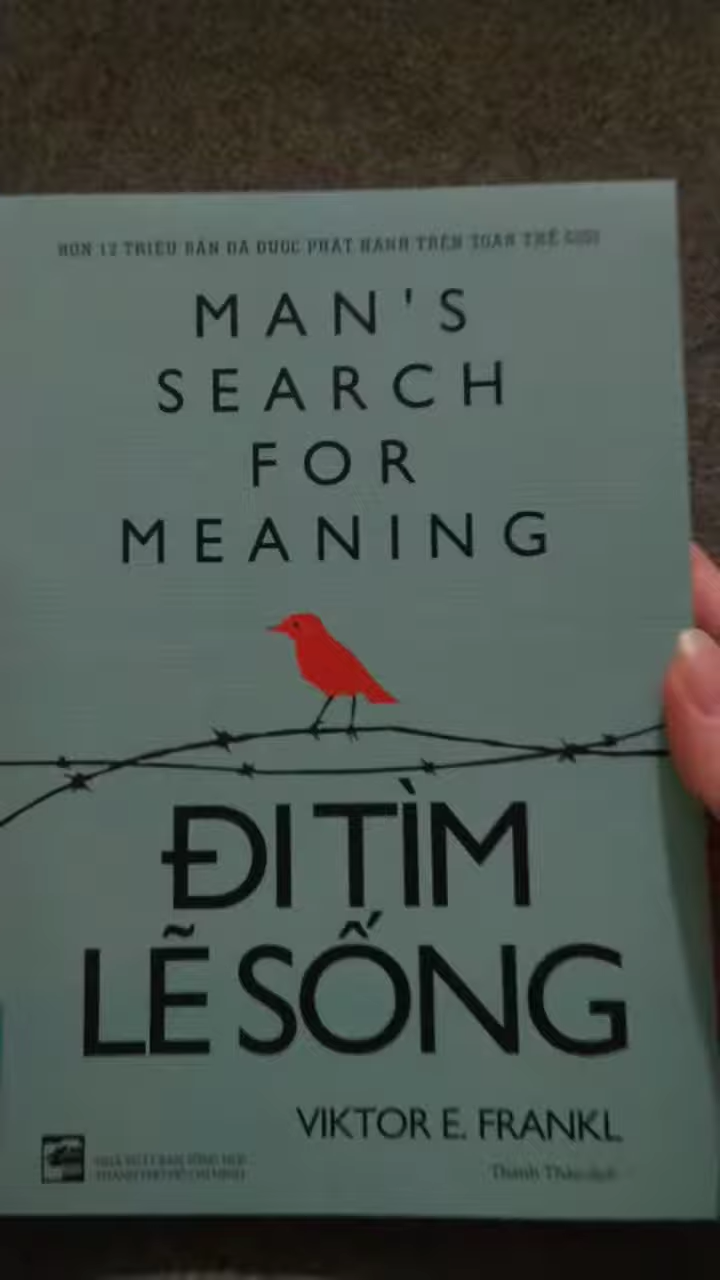 HƠN 12 TRIỆU BẢN ĐÃ ĐƯỢC PHÁT HÀNH TRÊN TOÀN THẾ GIỚI
MAN'S
SEARCH
FOR
MEANING
ĐI TÌM
LẼ SỐNG
VIKTOR E. FRANKL
NHÀ XUẤT BẢN TỔNG HỢP
THÀNH PHỐ HỒ CHÍ MINH
Thanh Thảo dịch